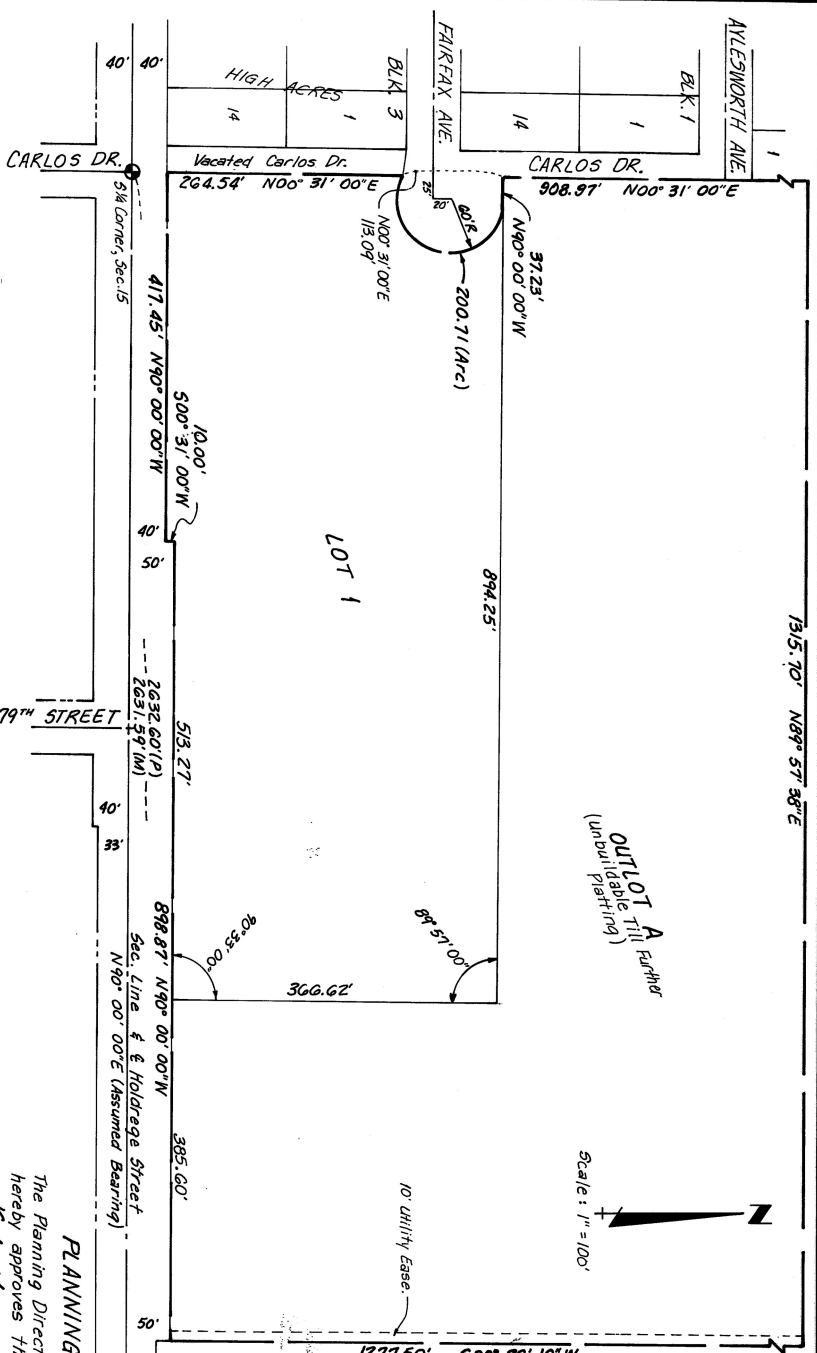 AYLESWORTH AVE.
1
BLK. 1
1
14
FAIRFAX AVE.
BLK. 3
1
14
HIGH ACRES
40' 40'
CARLOS DR.
Vacated Carlos Dr.
CARLOS DR.
264.54' N00° 31' 00"E
908.97' N00° 31' 00"E
S¼ Corner, Sec.15
25'
20'
60'R
N00° 31' 00"E
113.09'
37.23'
N90° 00' 00"W
200.71 (Arc)
417.45' N90° 00' 00"W
10.00'
S00° 31' 00"W
40'
50'
LOT 1
894.25'
1315.70' N89° 57' 38"E
OUTLOT A
(unbuildable Till Further
Platting)
79TH STREET
2632.60'(P)
2631.59'(M)
513.27'
40'
33'
898.87' N90° 00' 00"W
90° 33' 00"
89° 57' 00"
366.62'
Sec. Line & ℄ Holdrege Street
N90° 00' 00"E (Assumed Bearing)
385.60'
10' Utility Ease.
Scale: 1" = 100'
N
50'
PLANNING
The Planning Direct
hereby approves th